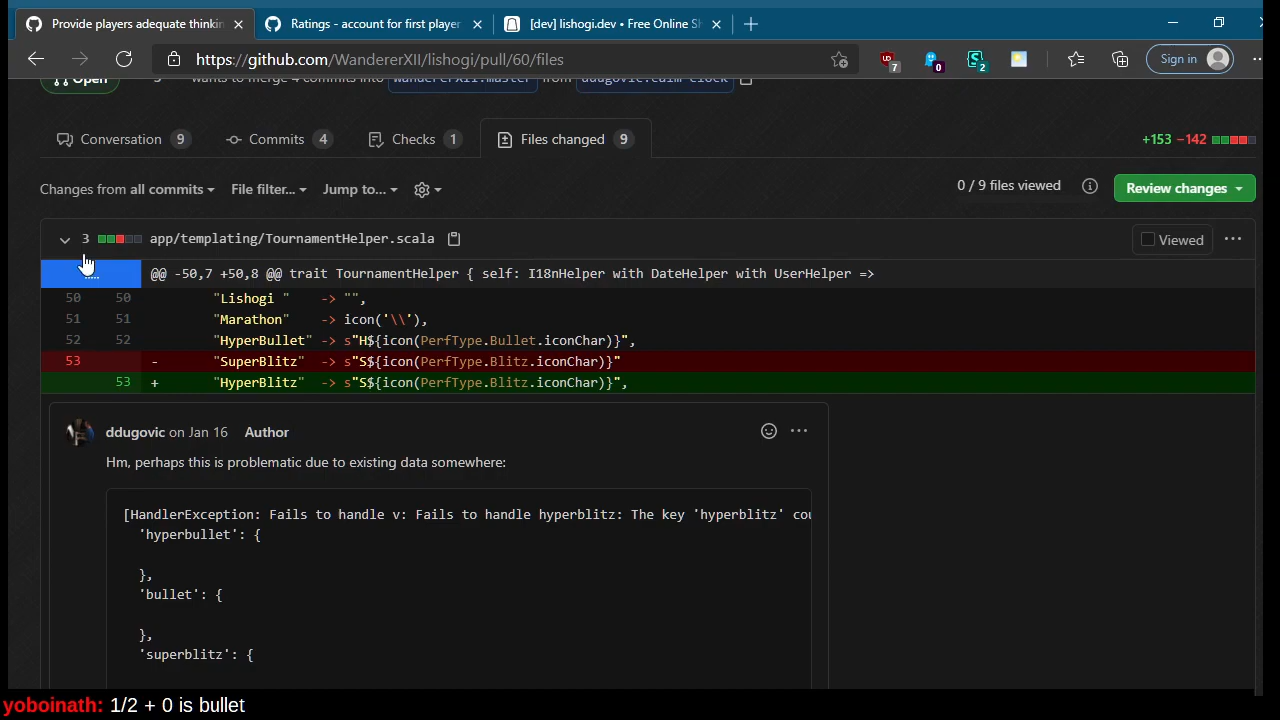 Provide players adequate thinkin
Ratings - account for first player
[dev] lishogi.dev • Free Online Sh
https://github.com/WandererXII/lishogi/pull/60/files
7
0
2
Sign in
Open
wants to merge 4 commits into WandererXII:master from ddugovic:calm-clock
Conversation 9
Commits 4
Checks 1
Files changed 9
+153 −142
Changes from all commits
File filter...
Jump to...
0 / 9 files viewed
Review changes
3 app/templating/TournamentHelper.scala
Viewed
@@ -50,7 +50,8 @@ trait TournamentHelper { self: I18nHelper with DateHelper with UserHelper =>
50 50 "Lishogi " -> "",
51 51 "Marathon" -> icon('\\'),
52 52 "HyperBullet" -> s"H${icon(PerfType.Bullet.iconChar)}",
53 - "SuperBlitz" -> s"S${icon(PerfType.Blitz.iconChar)}"
53 + "HyperBlitz" -> s"S${icon(PerfType.Blitz.iconChar)}",
ddugovic on Jan 16 Author
Hm, perhaps this is problematic due to existing data somewhere:
[HandlerException: Fails to handle v: Fails to handle hyperblitz: The key 'hyperblitz' cou
'hyperbullet': {
},
'bullet': {
},
'superblitz': {
yoboinath: 1/2 + 0 is bullet